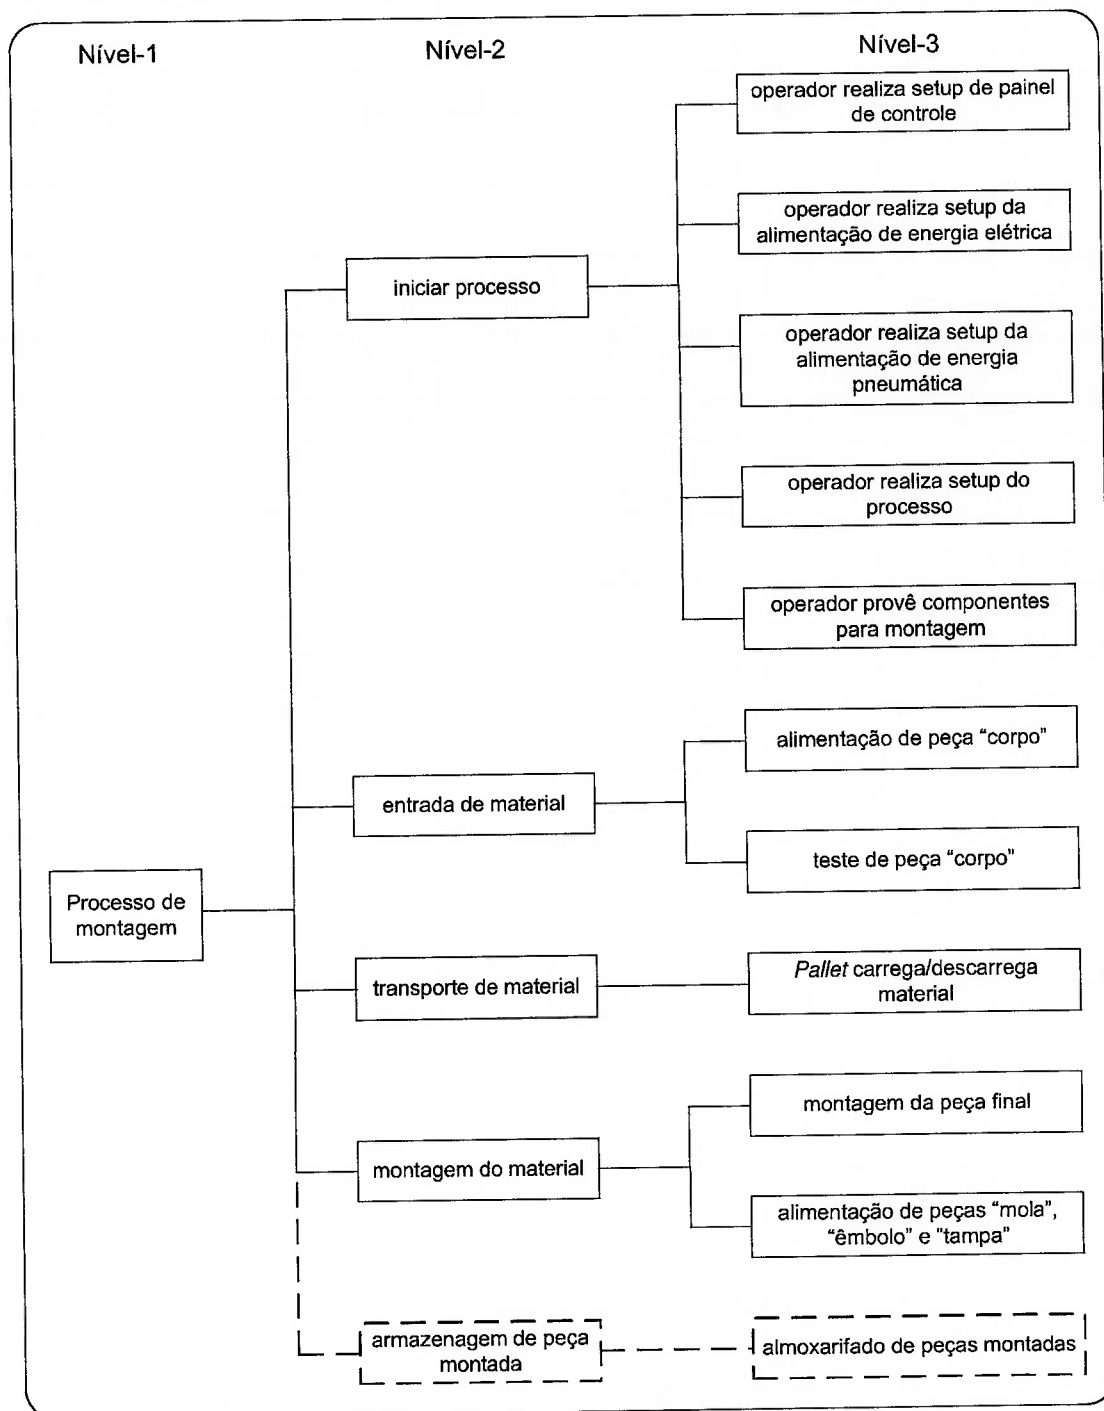 Nível-1
Nível-2
Nível-3
operador realiza setup de painel
de controle
operador realiza setup da
alimentação de energia elétrica
iniciar processo
operador realiza setup da
alimentação de energia
pneumática
operador realiza setup do
processo
operador provê componentes
para montagem
alimentação de peça “corpo”
entrada de material
teste de peça “corpo”
Processo de
montagem
transporte de material
Pallet carrega/descarrega
material
montagem da peça final
montagem do material
alimentação de peças “mola”,
“êmbolo” e “tampa”
armazenagem de peça
montada
almoxarifado de peças montadas